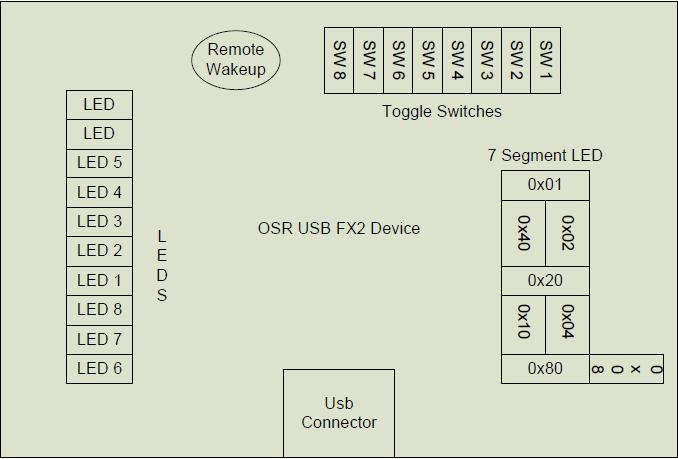 Remote
Wakeup
SW 8
SW 7
SW 6
SW 5
SW 4
SW 3
SW 2
SW 1
Toggle Switches
LED
LED
LED 5
LED 4
LED 3
LED 2
LED 1
LED 8
LED 7
LED 6
LEDS
OSR USB FX2 Device
7 Segment LED
0x01
0x40
0x02
0x20
0x10
0x04
0x80
0x08
Usb
Connector